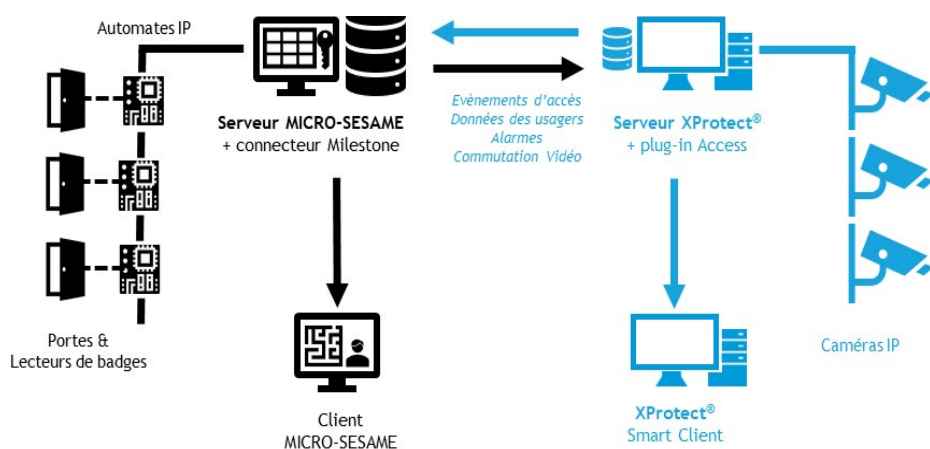 Automates IP
Serveur MICRO-SESAME
+ connecteur Milestone
Evènements d’accès
Données des usagers
Alarmes
Commutation Vidéo
Serveur XProtect®
+ plug-in Access
Portes &
Lecteurs de badges
Client
MICRO-SESAME
XProtect®
Smart Client
Caméras IP